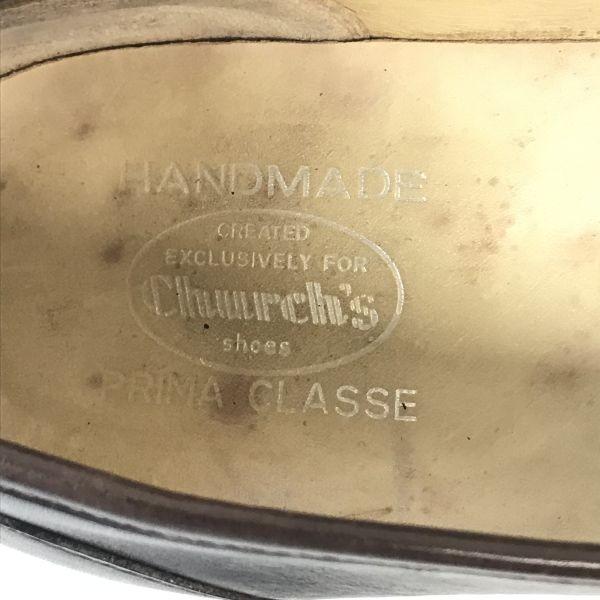 HANDMADE
CREATED
EXCLUSIVELY FOR
Church's
shoes
PRIMA CLASSE